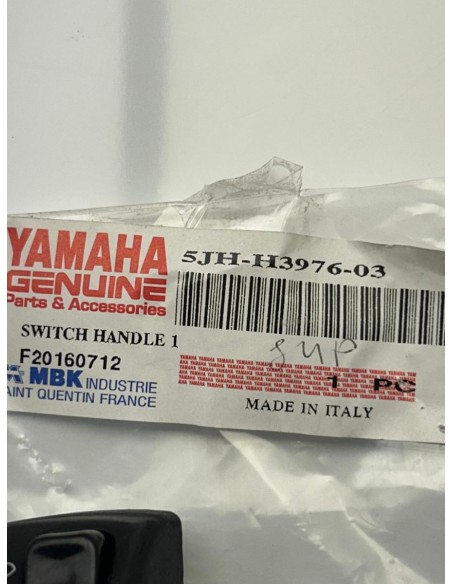 YAMAHA
GENUINE
Parts & Accessories
5JH-H3976-03
SWITCH HANDLE 1
F20160712
MBK INDUSTRIE
AINT QUENTIN FRANCE
1 PC
MADE IN ITALY